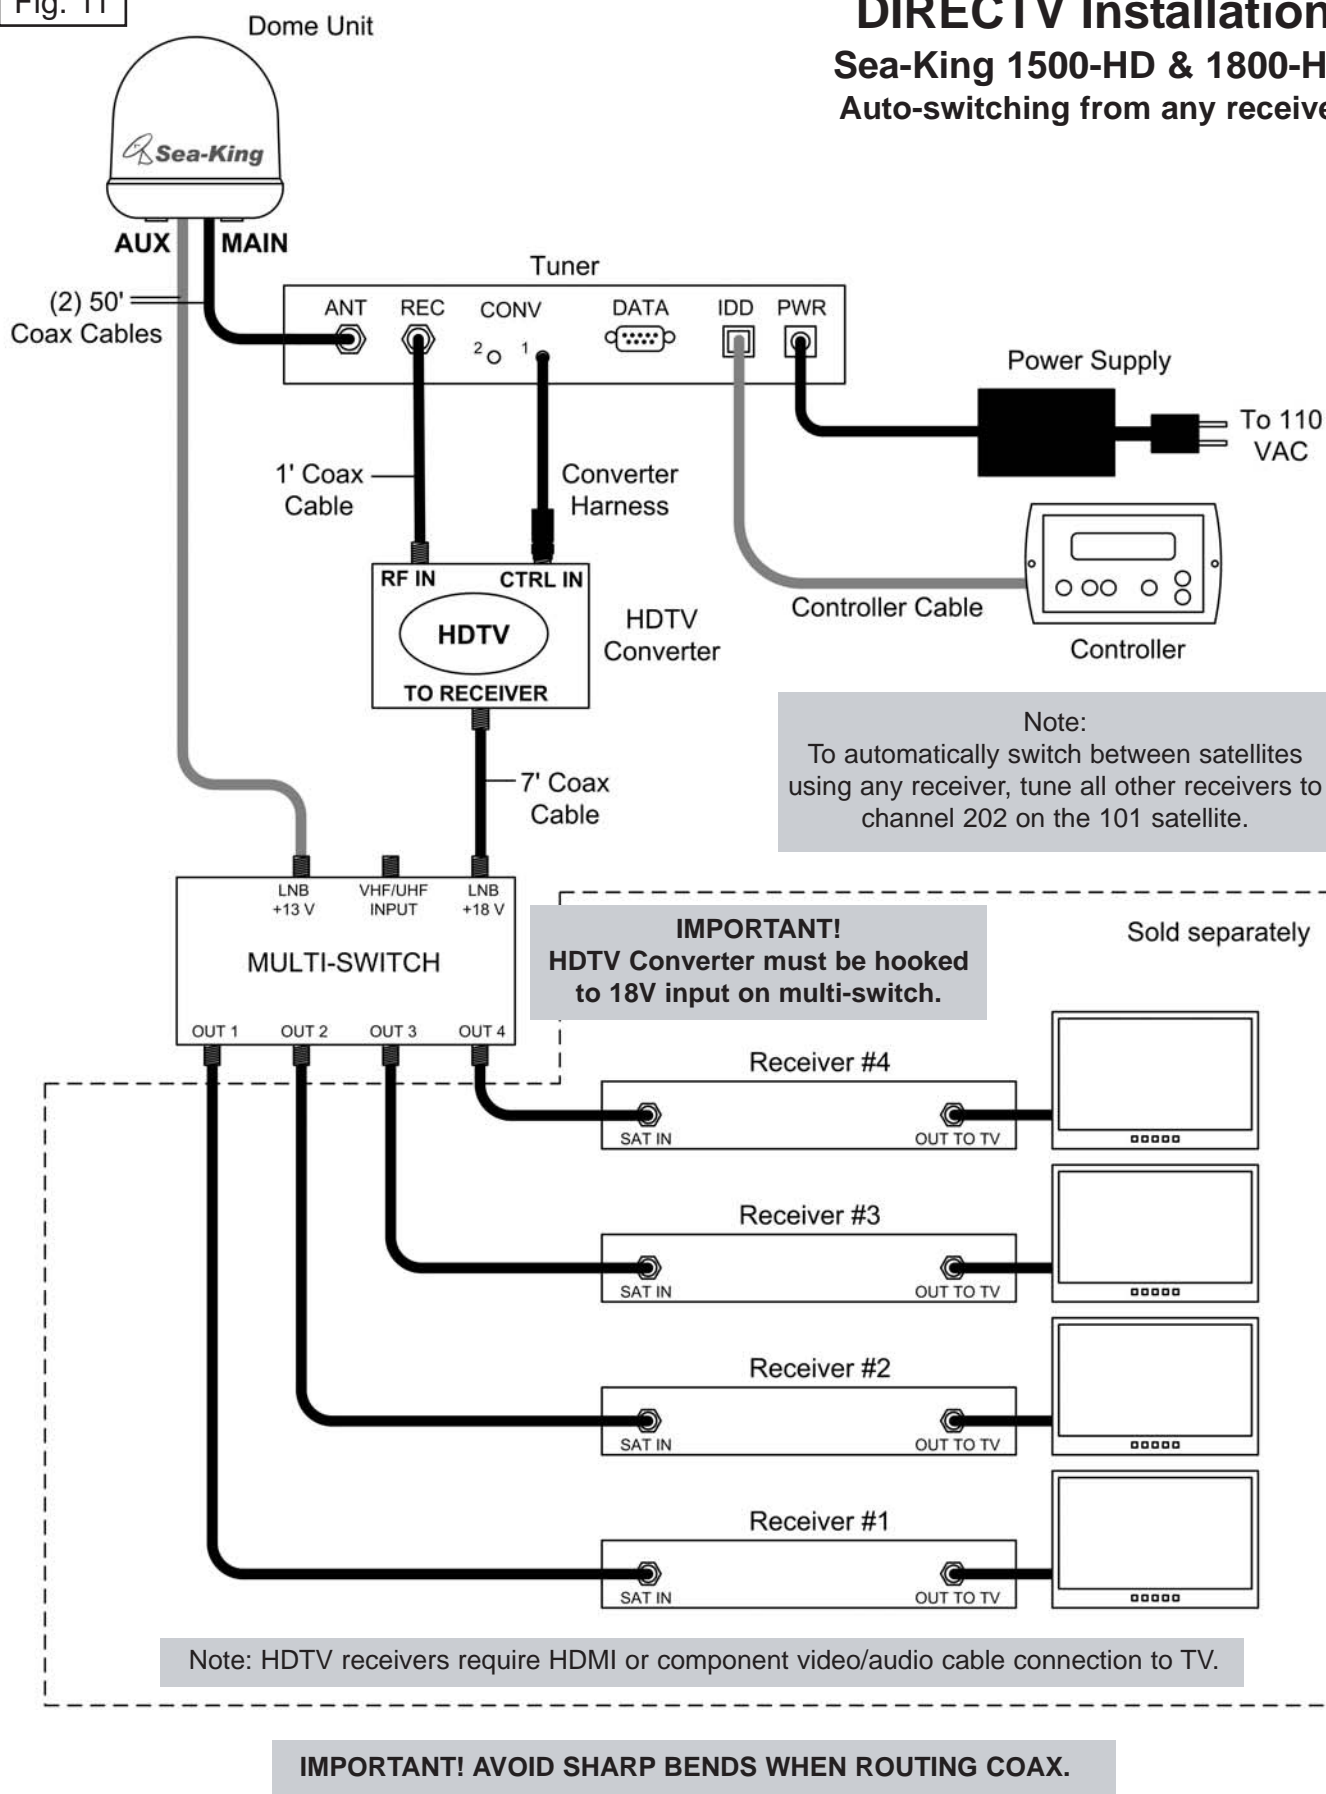 Fig. 11
DIRECTV Installation
Sea-King 1500-HD & 1800-H
Auto-switching from any receive
Dome Unit
Sea-King
AUX
MAIN
(2) 50'
Coax Cables
Tuner
ANT
REC
CONV
DATA
IDD
PWR
2
1
Power Supply
To 110
VAC
1' Coax
Cable
Converter
Harness
RF IN
CTRL IN
HDTV
TO RECEIVER
HDTV
Converter
Controller Cable
Controller
Note:
To automatically switch between satellites
using any receiver, tune all other receivers to
channel 202 on the 101 satellite.
7' Coax
Cable
LNB
+13 V
VHF/UHF
INPUT
LNB
+18 V
MULTI-SWITCH
OUT 1
OUT 2
OUT 3
OUT 4
IMPORTANT!
HDTV Converter must be hooked
to 18V input on multi-switch.
Sold separately
Receiver #4
SAT IN
OUT TO TV
Receiver #3
SAT IN
OUT TO TV
Receiver #2
SAT IN
OUT TO TV
Receiver #1
SAT IN
OUT TO TV
Note: HDTV receivers require HDMI or component video/audio cable connection to TV.
IMPORTANT! AVOID SHARP BENDS WHEN ROUTING COAX.